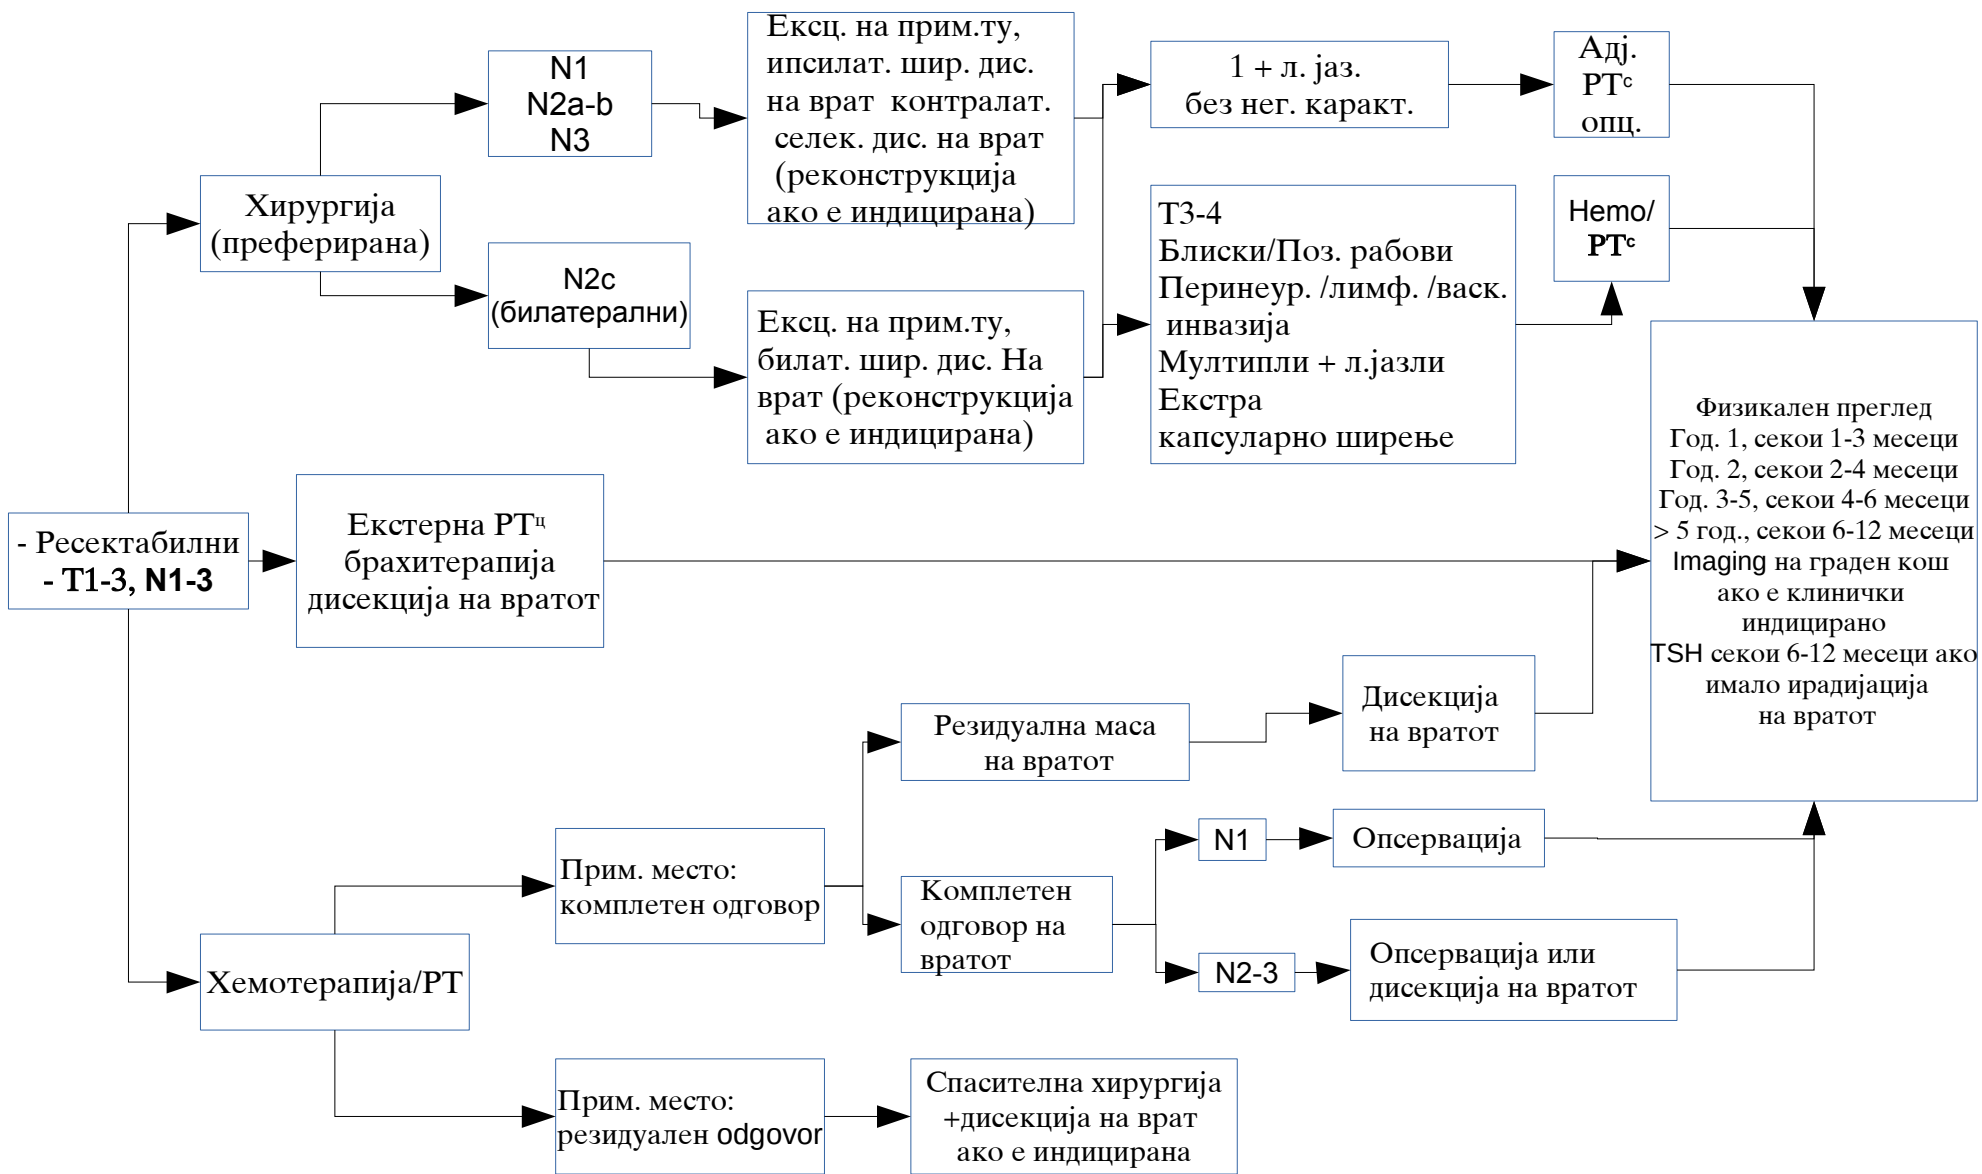 - Ресектабилни
- Т1-3, N1-3
Хирургија
(преферирана)
N1
N2a-b
N3
Ексц. на прим.ту,
ипсилат. шир. дис.
на врат контралат.
селек. дис. на врат
(реконструкција
ако е индицирана)
N2c
(билатерални)
Ексц. на прим.ту,
билат. шир. дис. На
врат (реконструкција
ако е индицирана)
1 + л. јаз.
без нег. каракт.
Адј.
РТᶜ
опц.
Т3-4
Блиски/Поз. рабови
Перинеур. /лимф. /васк.
инвазија
Мултипли + л.јазли
Екстра
капсуларно ширење
Hemo/
РТᶜ
Екстерна РТᶣ
брахитерапија
дисекција на вратот
Хемотерапија/РТ
Прим. место:
комплетен одговор
Резидуална маса
на вратот
Дисекција
на вратот
Комплетен
одговор на
вратот
N1
Опсервација
N2-3
Опсервација или
дисекција на вратот
Прим. место:
резидуален odgovor
Спасителна хирургија
+дисекција на врат
ако е индицирана
Физикален преглед
Год. 1, секои 1-3 месеци
Год. 2, секои 2-4 месеци
Год. 3-5, секои 4-6 месеци
> 5 год., секои 6-12 месеци
Imaging на граден кош
ако е клинички
индицирано
TSH секои 6-12 месеци ако
имало ирадијација
на вратот